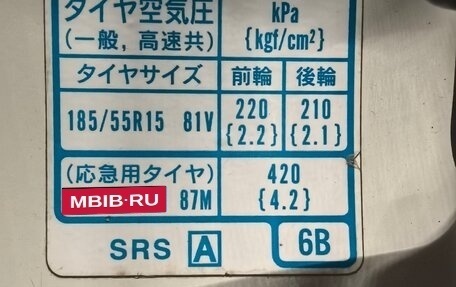 タイヤ空気圧 kPa
(一般, 高速共) {kgf/cm²}
タイヤサイズ 前輪 後輪
185/55R15 81V 220 210
{2.2} {2.1}
(応急用タイヤ) 420
MBIB-RU 87M {4.2}
SRS A 6B